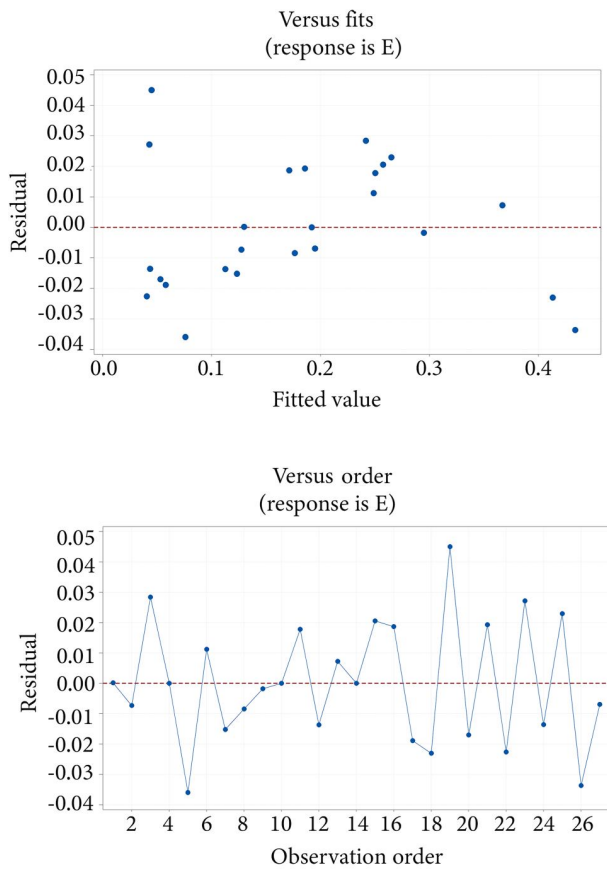 Versus fits
(response is E)
0.05
0.04
0.03
0.02
0.01
0.00
-0.01
-0.02
-0.03
-0.04
Residual
0.0 0.1 0.2 0.3 0.4
Fitted value
Versus order
(response is E)
0.05
0.04
0.03
0.02
0.01
0.00
-0.01
-0.02
-0.03
-0.04
Residual
2 4 6 8 10 12 14 16 18 20 22 24 26
Observation order